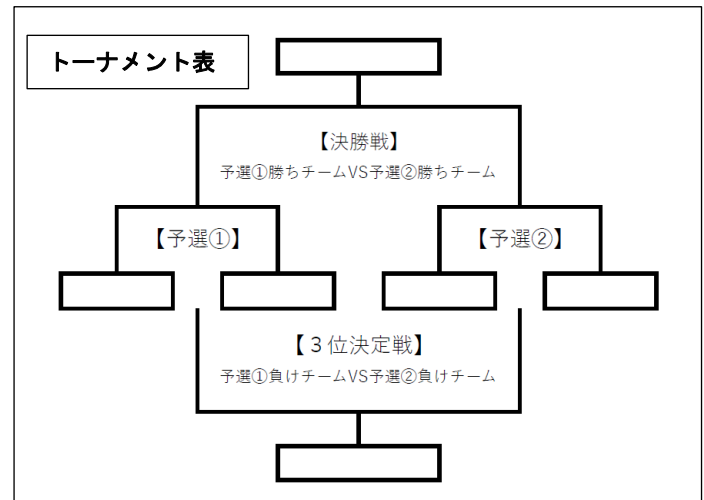 トーナメント表
【決勝戦】
予選①勝ちチームVS予選②勝ちチーム
【予選①】
【予選②】
【３位決定戦】
予選①負けチームVS予選②負けチーム